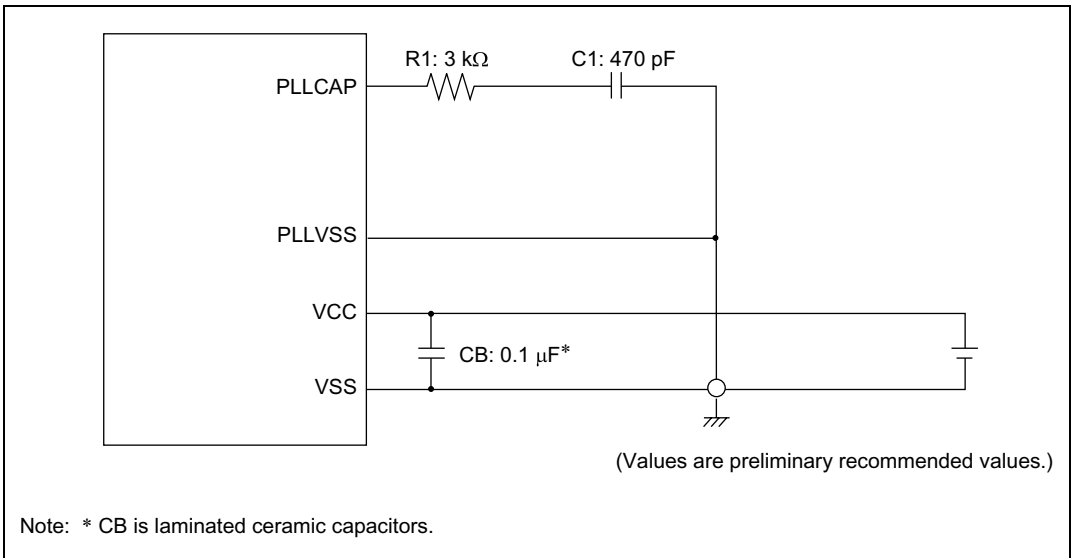 R1: 3 kΩ C1: 470 pF
PLLCAP
PLLVSS
VCC
CB: 0.1 μF*
VSS
(Values are preliminary recommended values.)
Note: * CB is laminated ceramic capacitors.